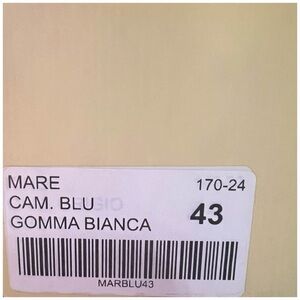 MARE 170-24
CAM. BLU
GOMMA BIANCA 43
MARBLU43